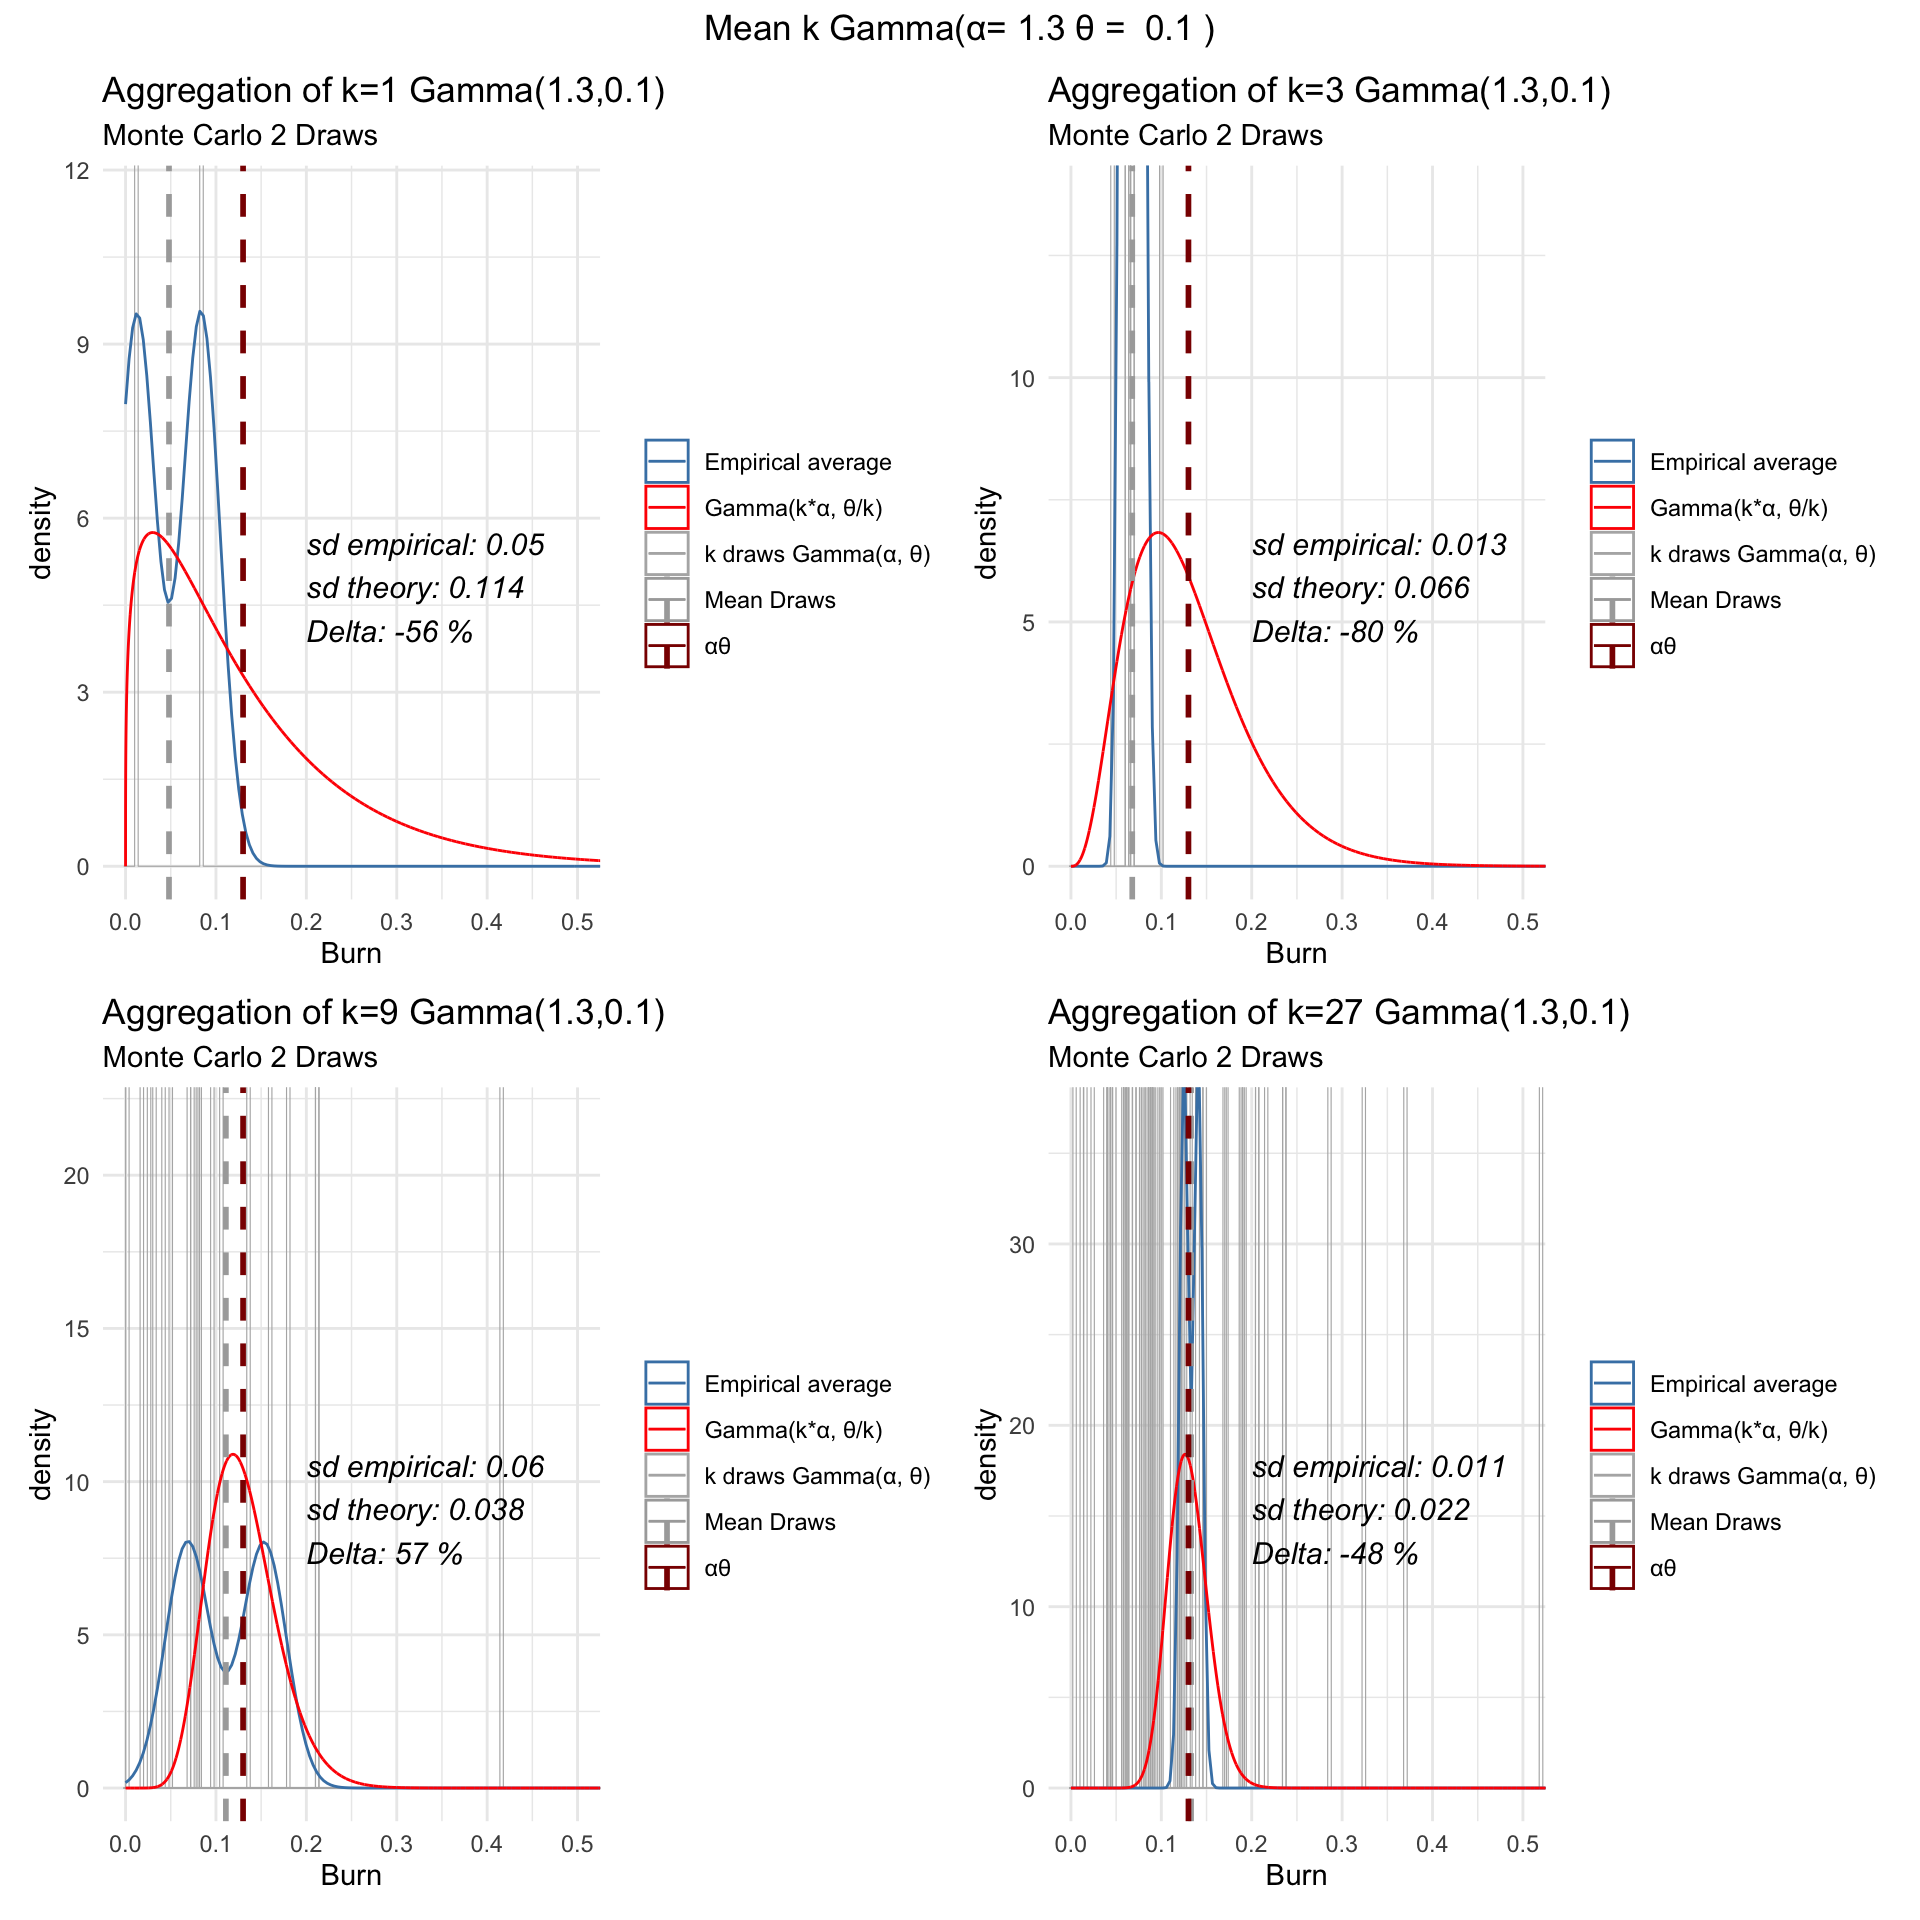 Mean k Gamma(α= 1.3 θ =  0.1 )
Aggregation of k=1 Gamma(1.3,0.1)
Monte Carlo 2 Draws
12
9
6
3
0
density
0.0 0.1 0.2 0.3 0.4 0.5
Burn
sd empirical: 0.05
sd theory: 0.114
Delta: -56 %
Empirical average
Gamma(k*α, θ/k)
k draws Gamma(α, θ)
Mean Draws
αθ
Aggregation of k=3 Gamma(1.3,0.1)
Monte Carlo 2 Draws
10
5
0
density
0.0 0.1 0.2 0.3 0.4 0.5
Burn
sd empirical: 0.013
sd theory: 0.066
Delta: -80 %
Empirical average
Gamma(k*α, θ/k)
k draws Gamma(α, θ)
Mean Draws
αθ
Aggregation of k=9 Gamma(1.3,0.1)
Monte Carlo 2 Draws
20
15
10
5
0
density
0.0 0.1 0.2 0.3 0.4 0.5
Burn
sd empirical: 0.06
sd theory: 0.038
Delta: 57 %
Empirical average
Gamma(k*α, θ/k)
k draws Gamma(α, θ)
Mean Draws
αθ
Aggregation of k=27 Gamma(1.3,0.1)
Monte Carlo 2 Draws
30
20
10
0
density
0.0 0.1 0.2 0.3 0.4 0.5
Burn
sd empirical: 0.011
sd theory: 0.022
Delta: -48 %
Empirical average
Gamma(k*α, θ/k)
k draws Gamma(α, θ)
Mean Draws
αθ